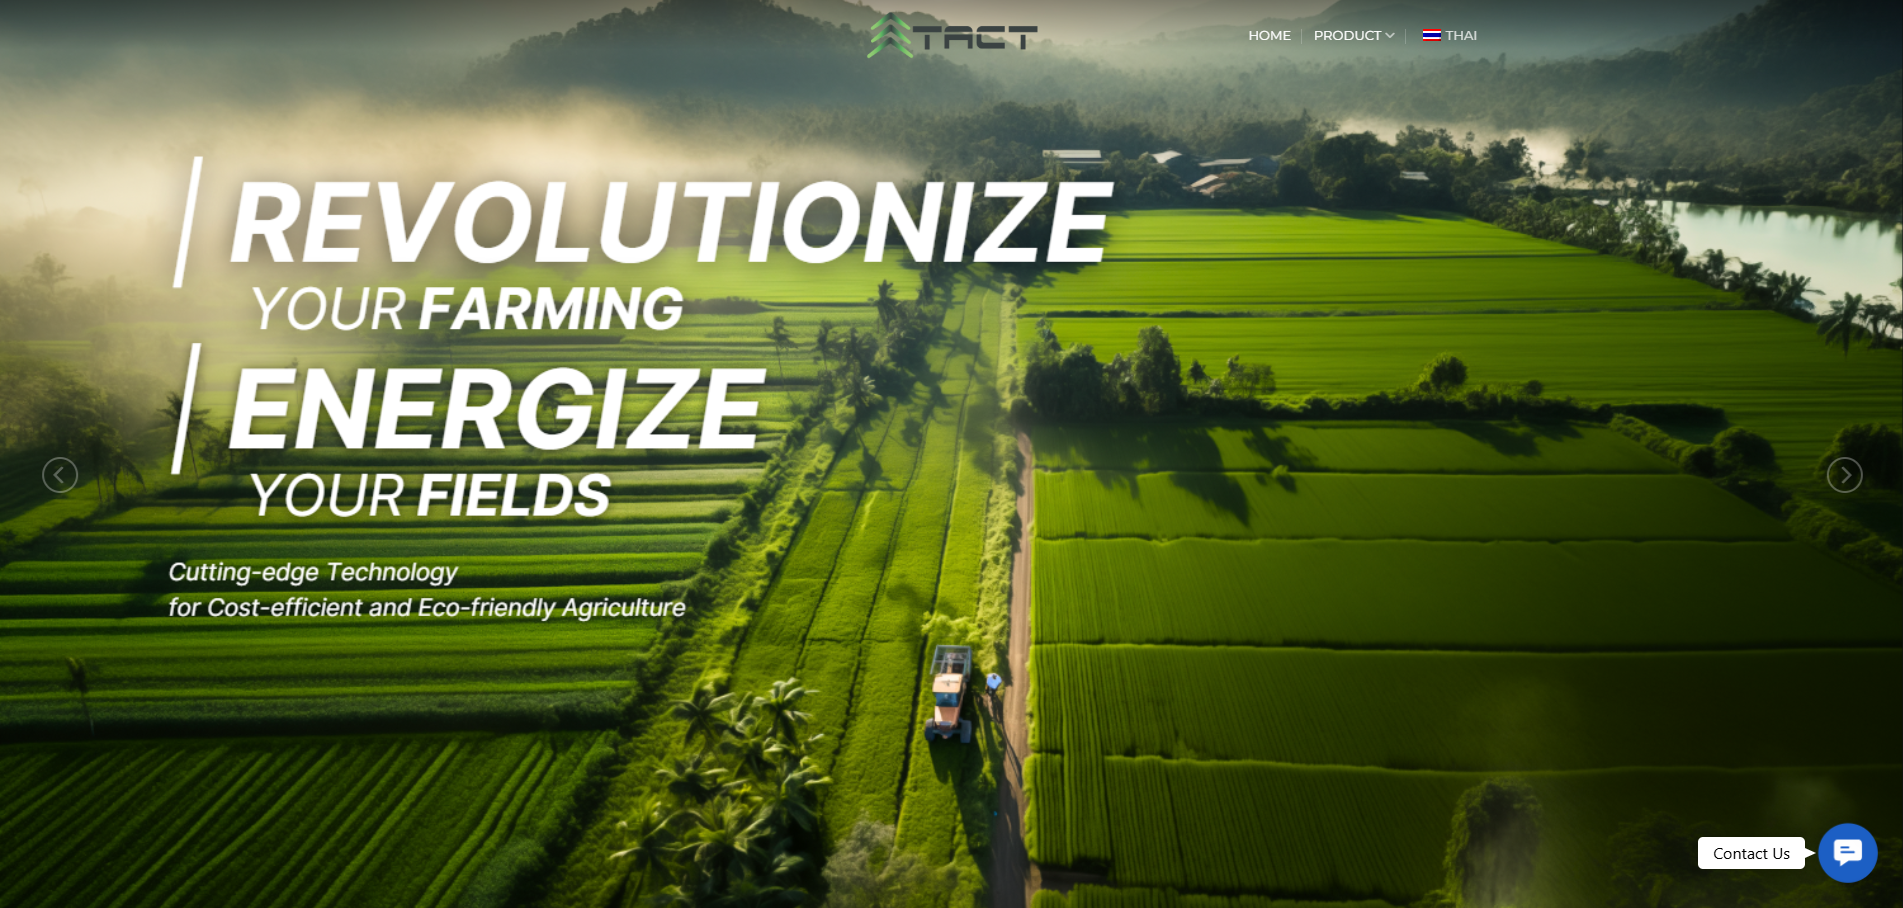 TACT
HOME
PRODUCT
THAI
REVOLUTIONIZE
YOUR FARMING
ENERGIZE
YOUR FIELDS
Cutting-edge Technology
for Cost-efficient and Eco-friendly Agriculture
Contact Us